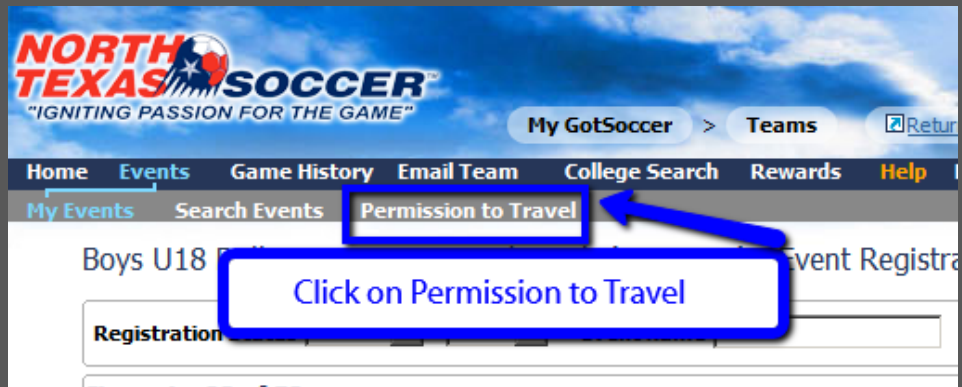 NORTH
TEXAS SOCCER
"IGNITING PASSION FOR THE GAME"
My GotSoccer > Teams Retur
Home Events Game History Email Team College Search Rewards Help
My Events Search Events Permission to Travel
Boys U18 Event Registra
Click on Permission to Travel
Registration